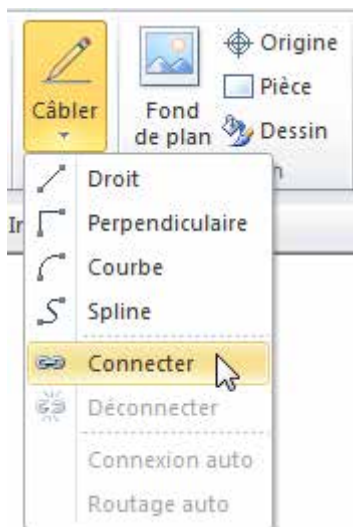 Câbler
Fond
de plan
Origine
Pièce
Dessin
Droit
Perpendiculaire
Courbe
Spline
Connecter
Déconnecter
Connexion auto
Routage auto